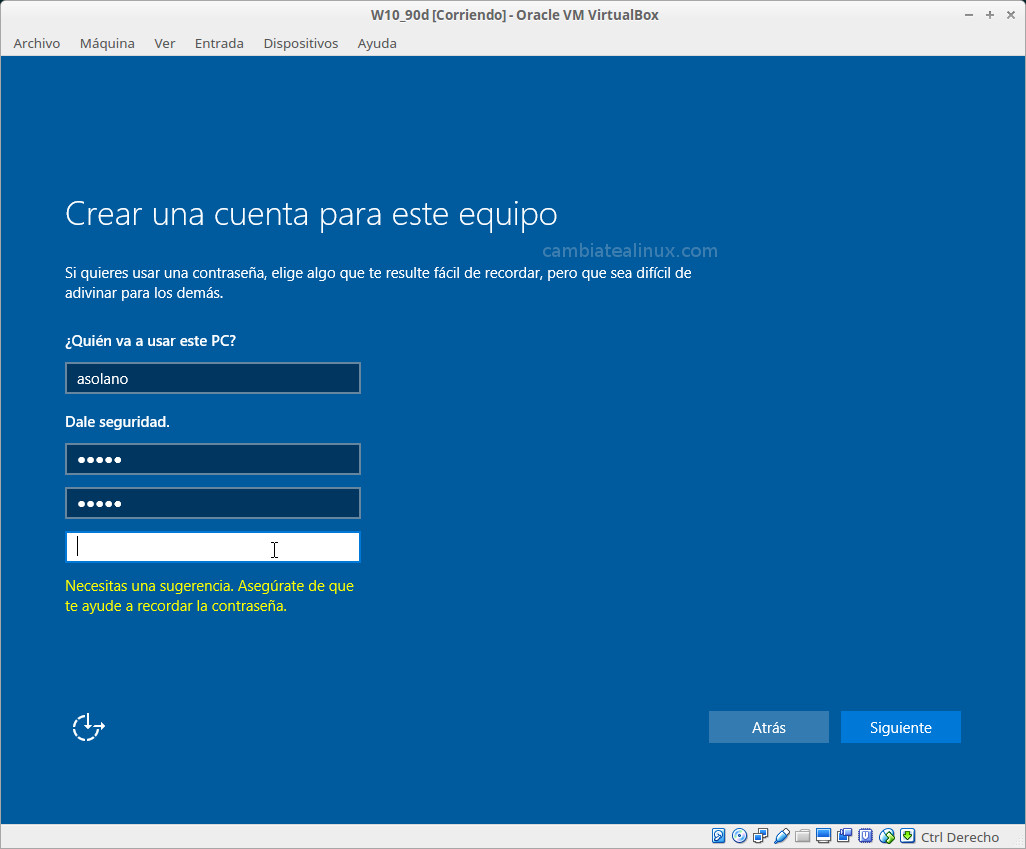 W10_90d [Corriendo] - Oracle VM VirtualBox
Archivo Máquina Ver Entrada Dispositivos Ayuda
Crear una cuenta para este equipo
cambiatealinux.com
Si quieres usar una contraseña, elige algo que te resulte fácil de recordar, pero que sea difícil de
adivinar para los demás.
¿Quién va a usar este PC?
asolano
Dale seguridad.
●●●●●
●●●●●
Necesitas una sugerencia. Asegúrate de que
te ayude a recordar la contraseña.
Atrás Siguiente
Ctrl Derecho